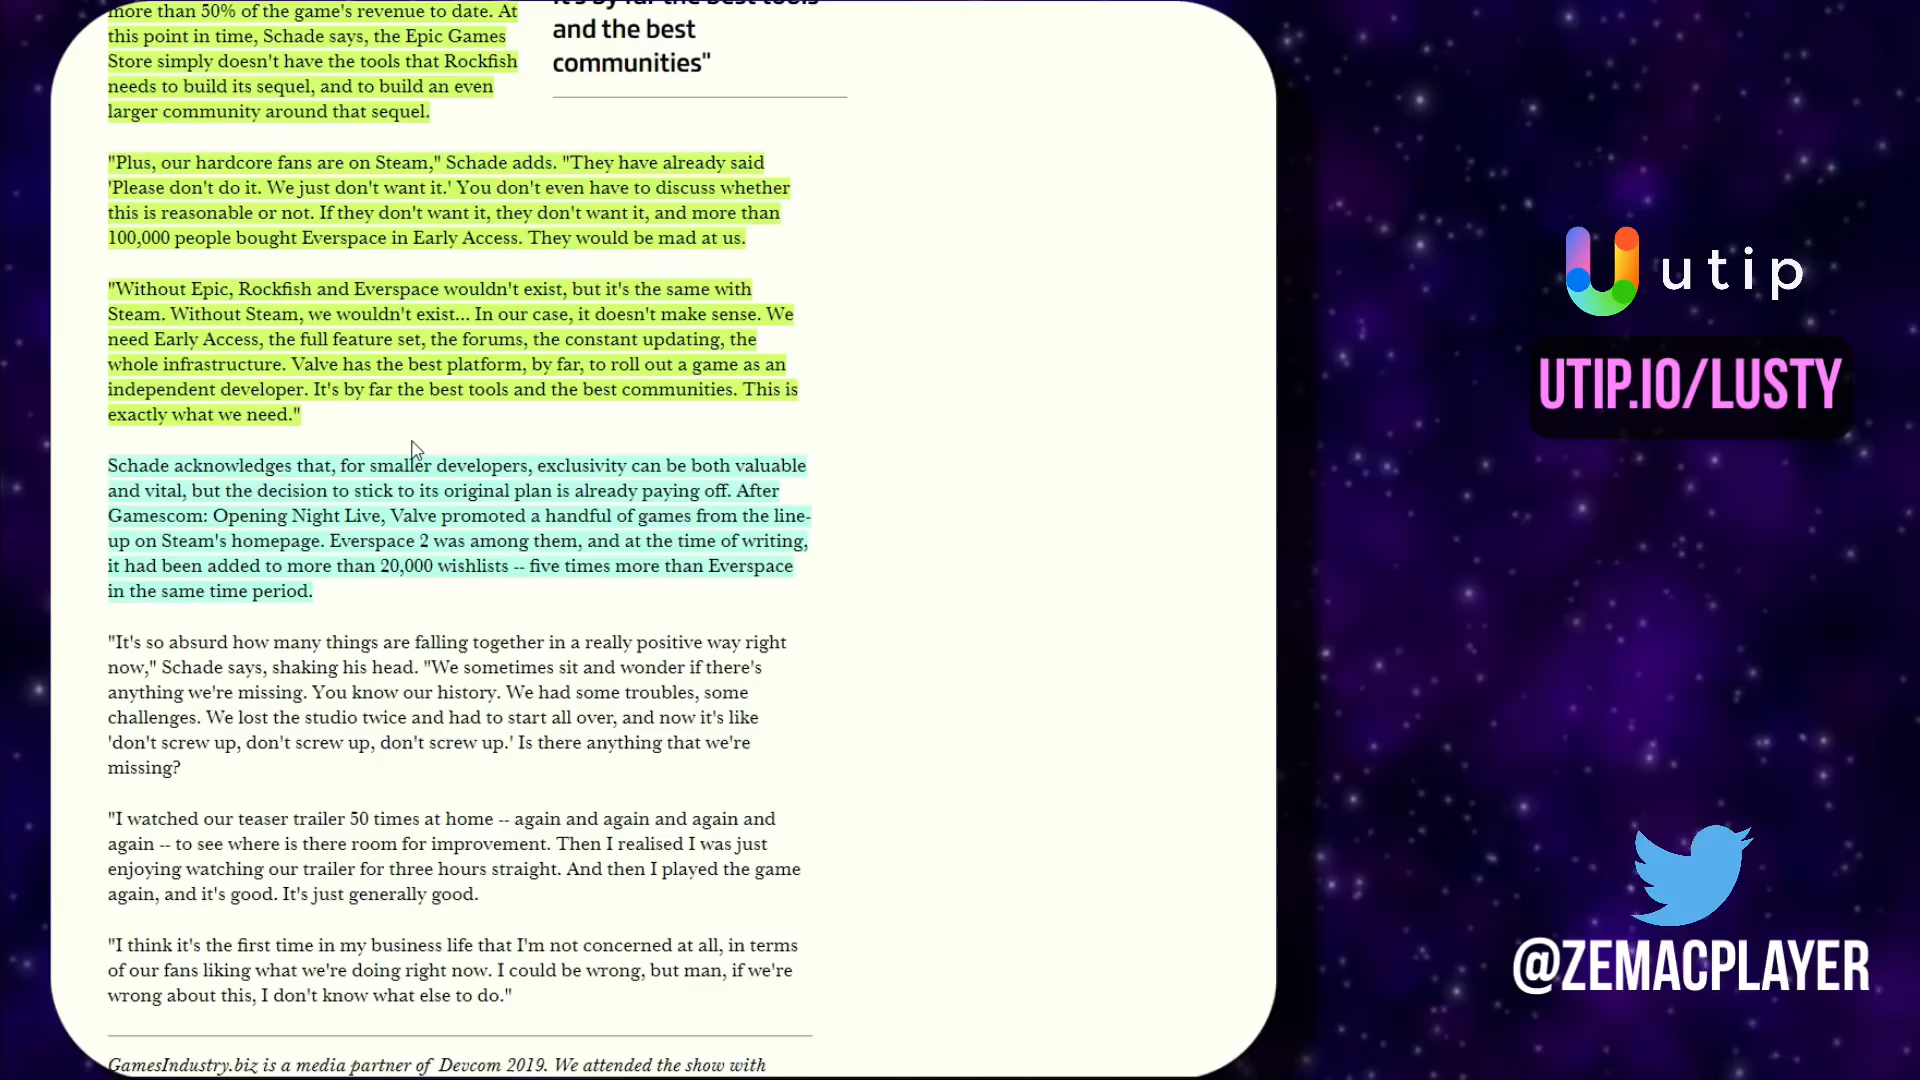 more than 50% of the game's revenue to date. At
this point in time, Schade says, the Epic Games
Store simply doesn't have the tools that Rockfish
needs to build its sequel, and to build an even
larger community around that sequel.
It's by far the best tools
and the best
communities"
"Plus, our hardcore fans are on Steam," Schade adds. "They have already said
'Please don't do it. We just don't want it.' You don't even have to discuss whether
this is reasonable or not. If they don't want it, they don't want it, and more than
100,000 people bought Everspace in Early Access. They would be mad at us.
"Without Epic, Rockfish and Everspace wouldn't exist, but it's the same with
Steam. Without Steam, we wouldn't exist... In our case, it doesn't make sense. We
need Early Access, the full feature set, the forums, the constant updating, the
whole infrastructure. Valve has the best platform, by far, to roll out a game as an
independent developer. It's by far the best tools and the best communities. This is
exactly what we need."
Schade acknowledges that, for smaller developers, exclusivity can be both valuable
and vital, but the decision to stick to its original plan is already paying off. After
Gamescom: Opening Night Live, Valve promoted a handful of games from the line-
up on Steam's homepage. Everspace 2 was among them, and at the time of writing,
it had been added to more than 20,000 wishlists -- five times more than Everspace
in the same time period.
"It's so absurd how many things are falling together in a really positive way right
now," Schade says, shaking his head. "We sometimes sit and wonder if there's
anything we're missing. You know our history. We had some troubles, some
challenges. We lost the studio twice and had to start all over, and now it's like
'don't screw up, don't screw up, don't screw up.' Is there anything that we're
missing?
"I watched our teaser trailer 50 times at home -- again and again and again and
again -- to see where is there room for improvement. Then I realised I was just
enjoying watching our trailer for three hours straight. And then I played the game
again, and it's good. It's just generally good.
"I think it's the first time in my business life that I'm not concerned at all, in terms
of our fans liking what we're doing right now. I could be wrong, but man, if we're
wrong about this, I don't know what else to do."
GamesIndustry.biz is a media partner of Devcom 2019. We attended the show with
utip
UTIP.IO/LUSTY
@ZEMACPLAYER